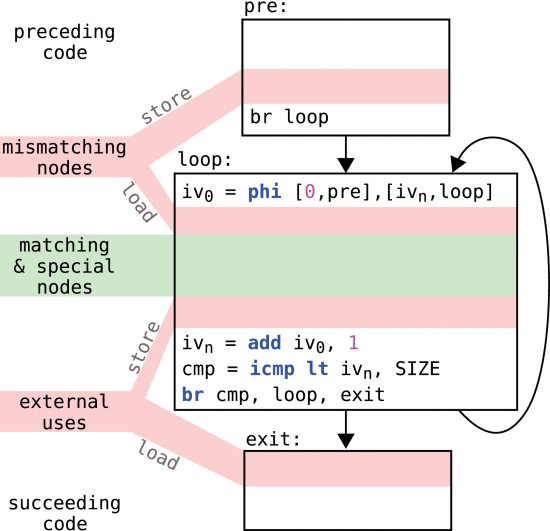 pre:
preceding
code
store
br loop
mismatching
nodes
loop:
load
iv₀ = phi [0,pre],[ivₙ,loop]
matching
& special
nodes
store
ivₙ = add iv₀, 1
cmp = icmp lt ivₙ, SIZE
br cmp, loop, exit
external
uses
exit:
load
succeeding
code